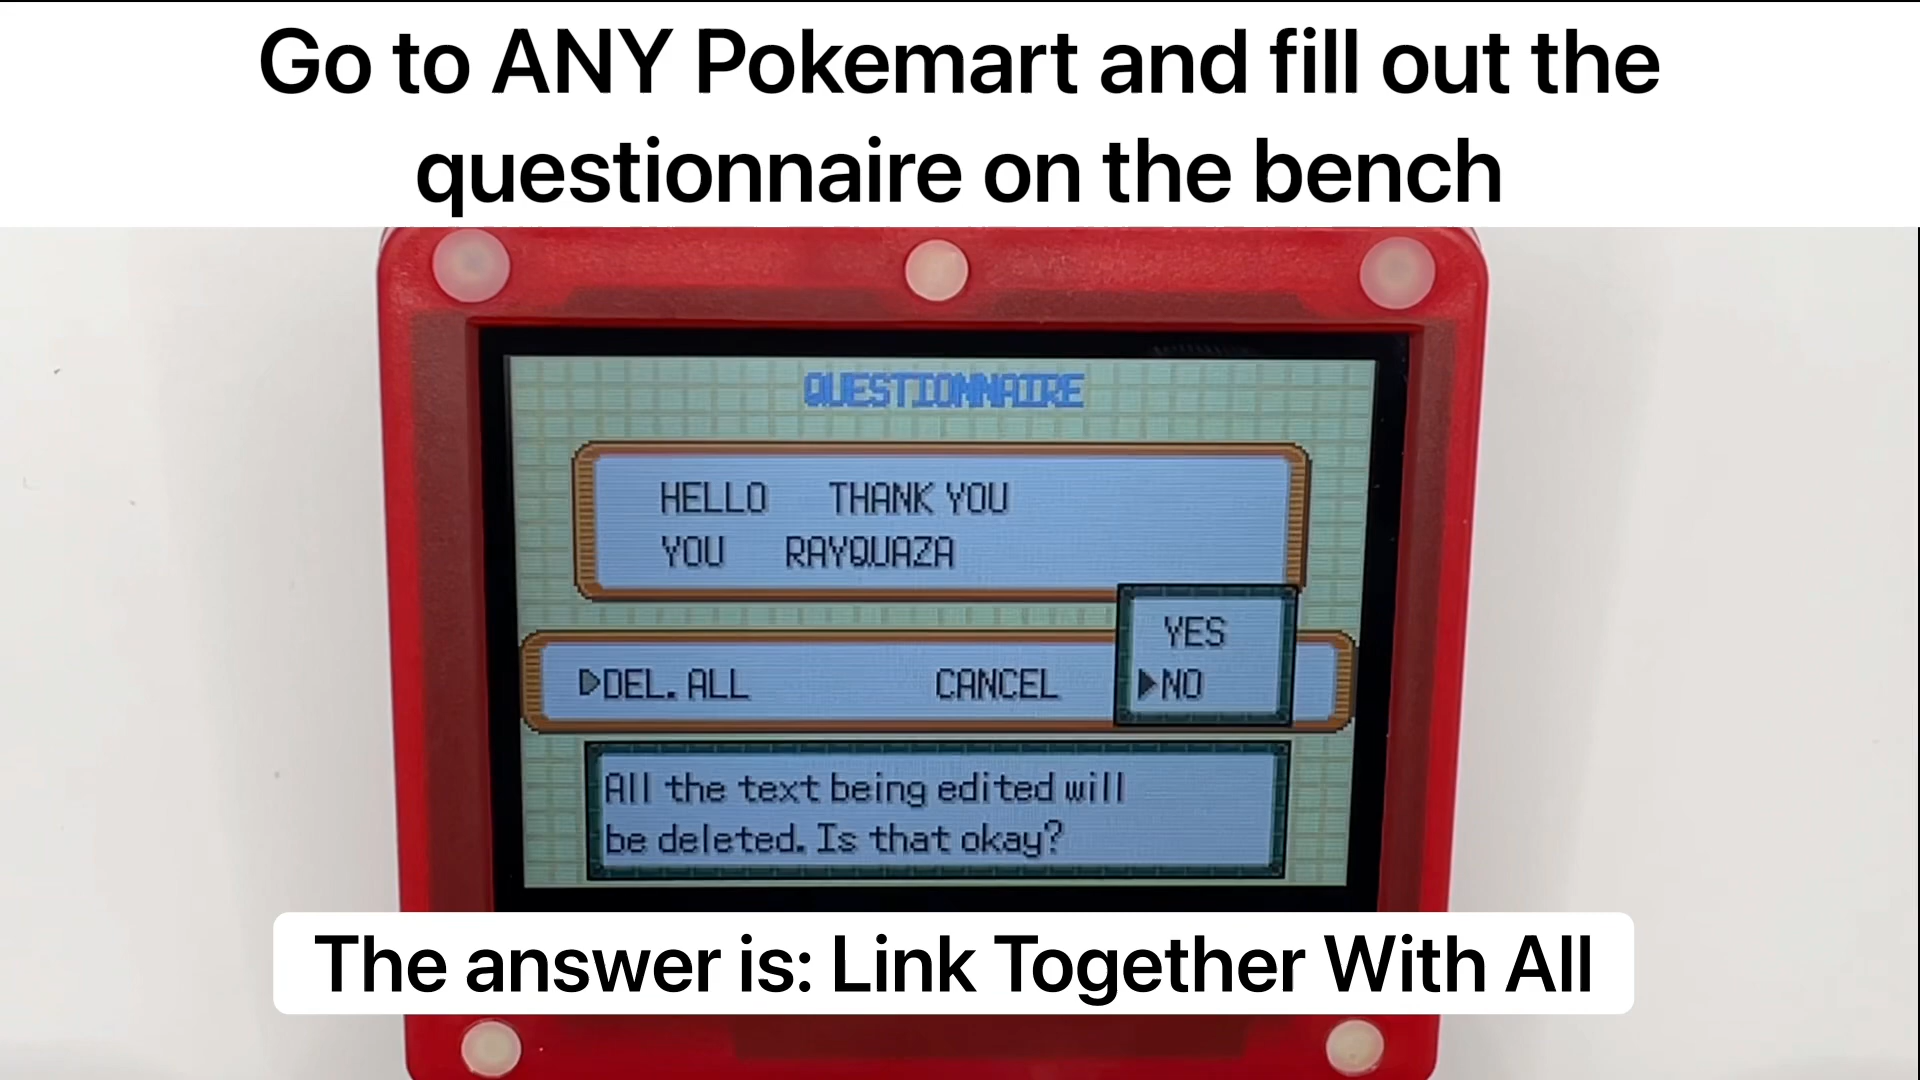 Go to ANY Pokemart and fill out the
questionnaire on the bench
QUESTIONNAIRE
HELLO THANK YOU
YOU RAYQUAZA
YES
DEL. ALL CANCEL NO
All the text being edited will
be deleted. Is that okay?
The answer is: Link Together With All